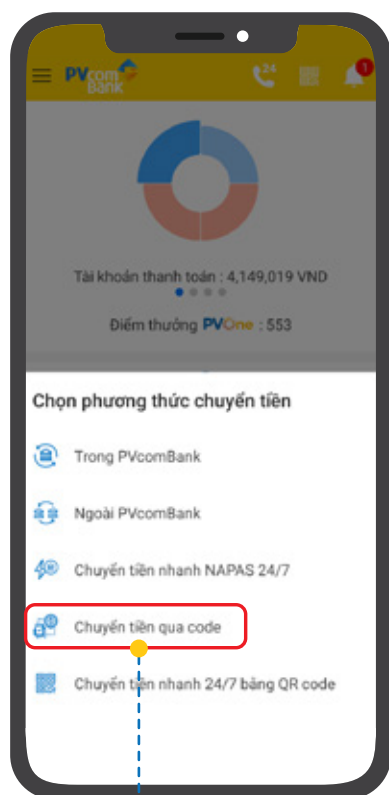 PVcomBank
24
1
Tài khoản thanh toán : 4,149,019 VND
Điểm thưởng PVOne : 553
Chọn phương thức chuyển tiền
Trong PVcomBank
Ngoài PVcomBank
Chuyển tiền nhanh NAPAS 24/7
Chuyển tiền qua code
Chuyển tiền nhanh 24/7 bằng QR code